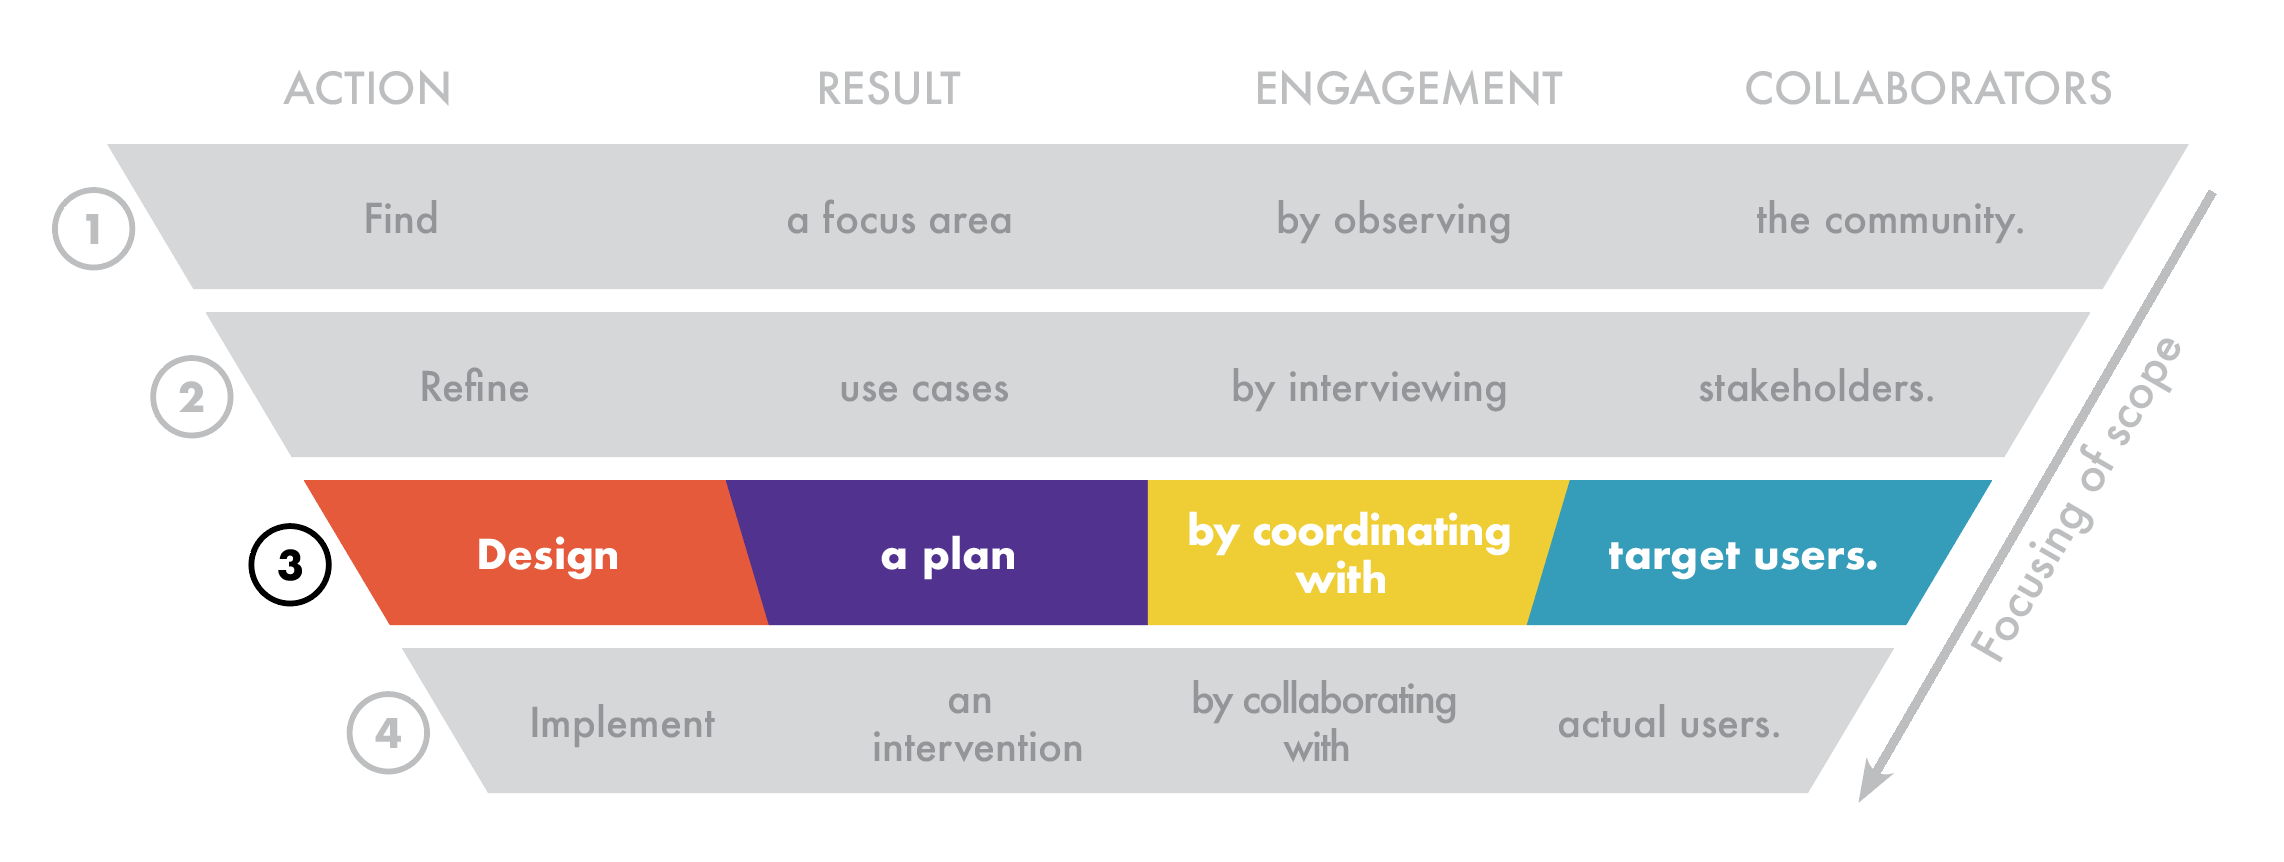 ACTION RESULT ENGAGEMENT COLLABORATORS
1 Find a focus area by observing the community.
2 Refine use cases by interviewing stakeholders.
3 Design a plan by coordinating with target users.
4 Implement an intervention by collaborating with actual users.
Focusing of scope